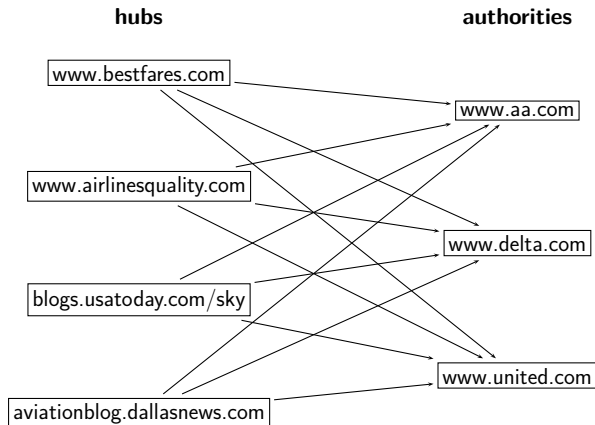 hubs
authorities
www.bestfares.com
www.aa.com
www.airlinesquality.com
www.delta.com
blogs.usatoday.com/sky
www.united.com
aviationblog.dallasnews.com